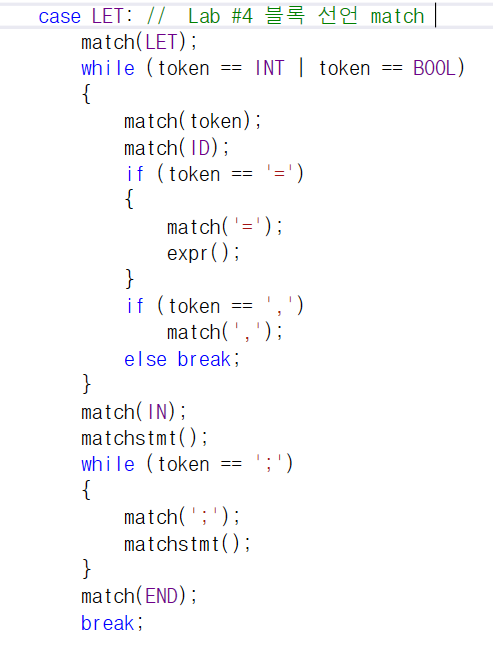 case LET: //  Lab #4 블록 선언 match
    match(LET);
    while (token == INT | token == BOOL)
    {
        match(token);
        match(ID);
        if (token == '=')
        {
            match('=');
            expr();
        }
        if (token == ',')
            match(',');
        else break;
    }
    match(IN);
    matchstmt();
    while (token == ';')
    {
        match(';');
        matchstmt();
    }
    match(END);
    break;